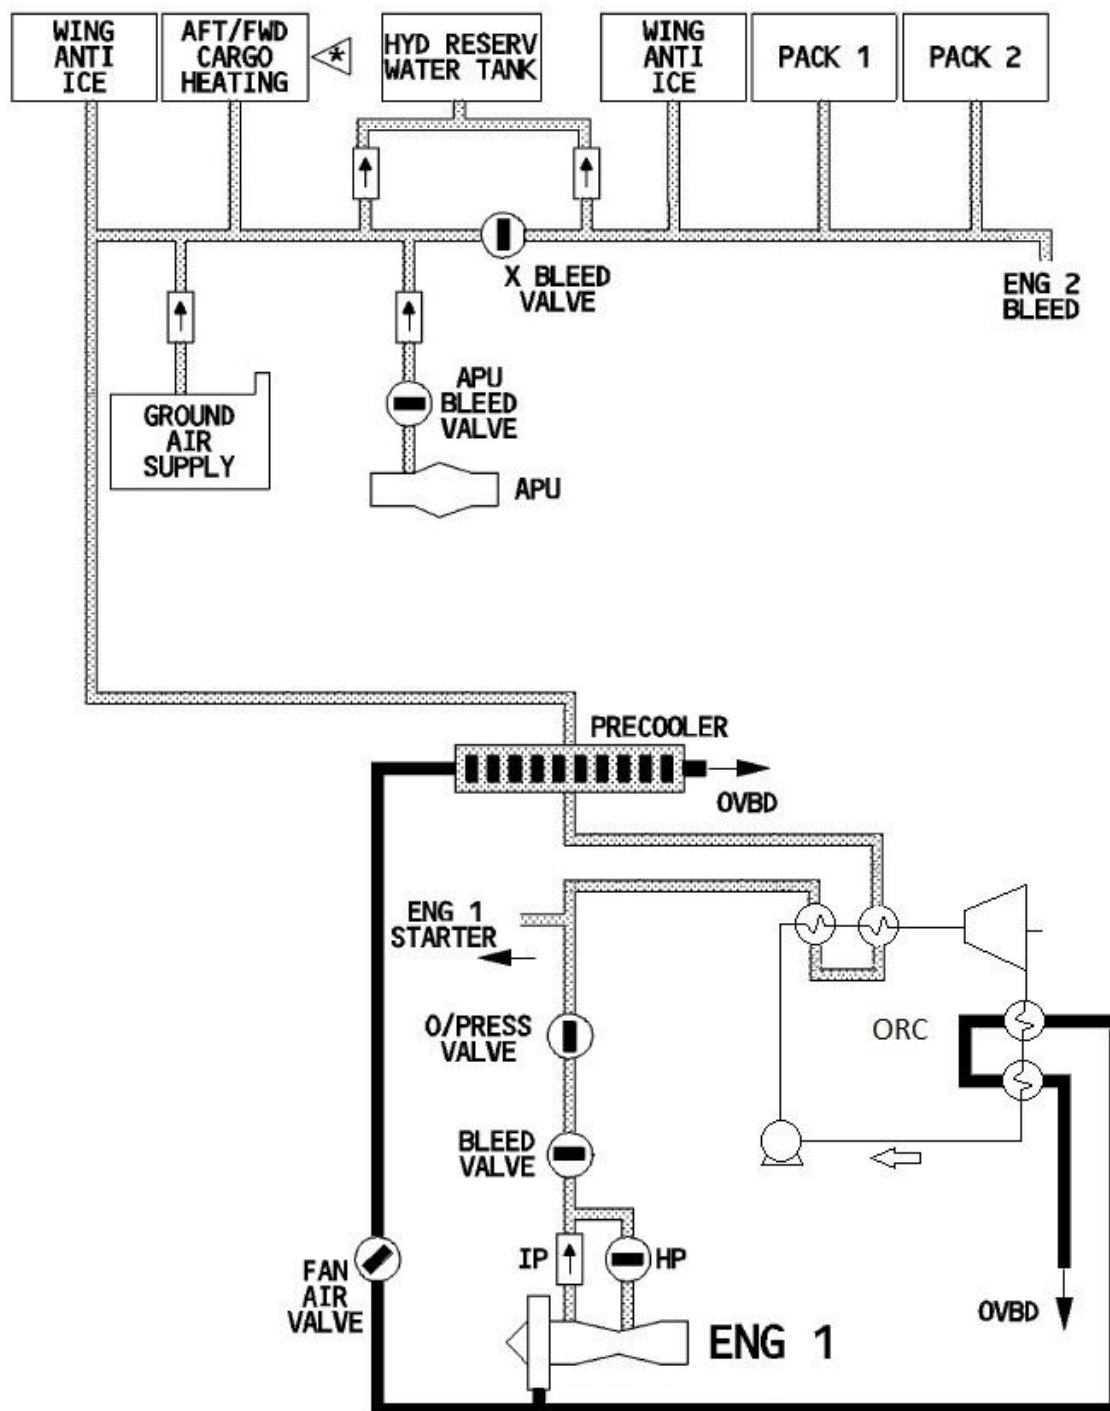 WING
ANTI
ICE
AFT/FWD
CARGO
HEATING
*
HYD RESERV
WATER TANK
WING
ANTI
ICE
PACK 1
PACK 2
X BLEED
VALVE
ENG 2
BLEED
GROUND
AIR
SUPPLY
APU
BLEED
VALVE
APU
PRECOOLER
OVBD
ENG 1
STARTER
O/PRESS
VALVE
ORC
BLEED
VALVE
IP
HP
FAN
AIR
VALVE
OVBD
ENG 1